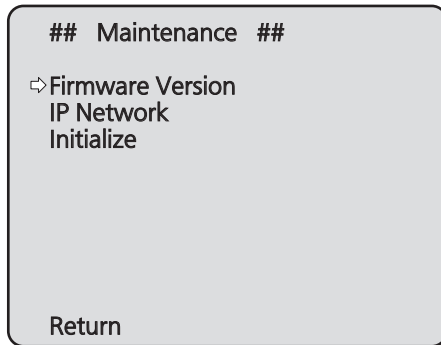 ## Maintenance ##
⇨Firmware Version
IP Network
Initialize
Return